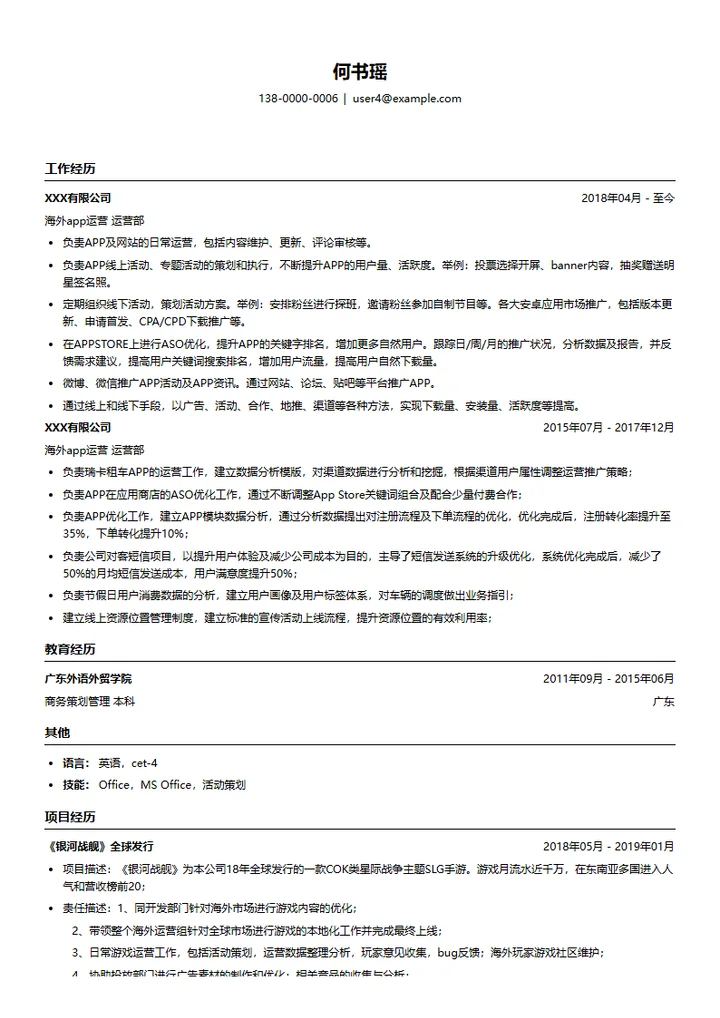 何书瑶
138-0000-0006 | user4@example.com
工作经历
XXX有限公司 2018年04月 - 至今
海外app运营 运营部
• 负责APP及网站的日常运营，包括内容维护、更新、评论审核等。
• 负责APP线上活动、专题活动的策划和执行，不断提升APP的用户量、活跃度。举例：投票选择开屏、banner内容，抽奖赠送明
星签名照。
• 定期组织线下活动，策划活动方案。举例：安排粉丝进行探班，邀请粉丝参加自制节目等。各大安卓应用市场推广，包括版本更
新、申请首发、CPA/CPD下载推广等。
• 在APPSTORE上进行ASO优化，提升APP的关键字排名，增加更多自然用户。跟踪日/周/月的推广状况，分析数据及报告，并反
馈需求建议，提高用户关键词搜索排名，增加用户流量，提高用户自然下载量。
• 微博、微信推广APP活动及APP资讯。通过网站、论坛、贴吧等平台推广APP。
• 通过线上和线下手段，以广告、活动、合作、地推、渠道等各种方法，实现下载量、安装量、活跃度等提高。
XXX有限公司 2015年07月 - 2017年12月
海外app运营 运营部
• 负责瑞卡租车APP的运营工作，建立数据分析模版，对渠道数据进行分析和挖掘，根据渠道用户属性调整运营推广策略；
• 负责APP在应用商店的ASO优化工作，通过不断调整App Store关键词组合及配合少量付费合作；
• 负责APP优化工作，建立APP模块数据分析，通过分析数据提出对注册流程及下单流程的优化，优化完成后，注册转化率提升至
35%，下单转化提升10%；
• 负责公司对客短信项目，以提升用户体验及减少公司成本为目的，主导了短信发送系统的升级优化，系统优化完成后，减少了
50%的月均短信发送成本，用户满意度提升50%；
• 负责节假日用户消费数据的分析，建立用户画像及用户标签体系，对车辆的调度做出业务指引；
• 建立线上资源位置管理制度，建立标准的宣传活动上线流程，提升资源位置的有效利用率；
教育经历
广东外语外贸学院 2011年09月 - 2015年06月
商务策划管理 本科 广东
其他
• 语言： 英语，cet-4
• 技能： Office，MS Office，活动策划
项目经历
《银河战舰》全球发行 2018年05月 - 2019年01月
• 项目描述：《银河战舰》为本公司18年全球发行的一款COK类星际战争主题SLG手游。游戏月流水近千万，在东南亚多国进入人
气和营收榜前20；
• 责任描述：1、同开发部门针对海外市场进行游戏内容的优化；
2、带领整个海外运营组针对全球市场进行游戏的本地化工作并完成最终上线；
3、日常游戏运营工作，包括活动策划，运营数据整理分析，玩家意见收集，bug反馈；海外玩家游戏社区维护；
4、协助投放部门进行广告素材的制作和优化；相关竞品的收集与分析；